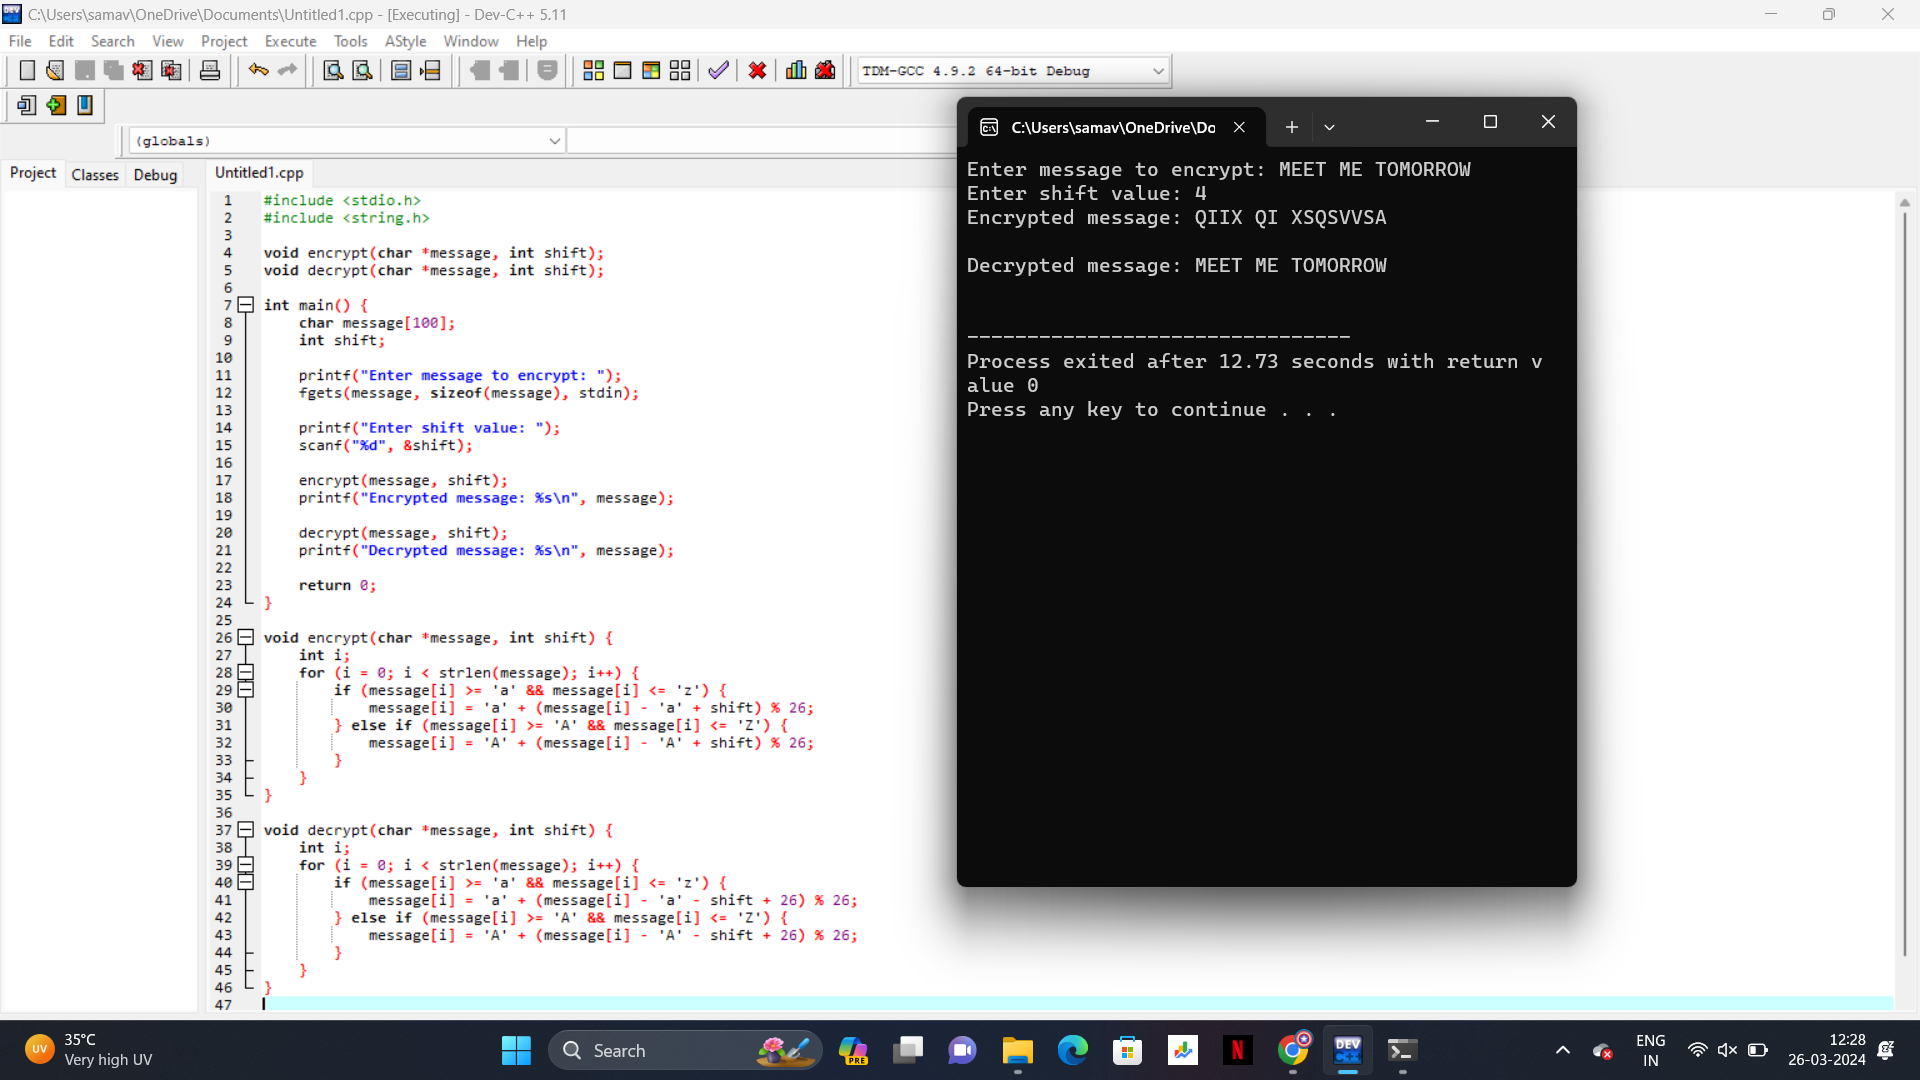 C:\Users\samav\OneDrive\Documents\Untitled1.cpp - [Executing] - Dev-C++ 5.11
File Edit Search View Project Execute Tools AStyle Window Help
TDM-GCC 4.9.2 64-bit Debug
(globals)
Project Classes Debug
Untitled1.cpp
1 #include <stdio.h>
2 #include <string.h>
3
4 void encrypt(char *message, int shift);
5 void decrypt(char *message, int shift);
6
7 int main() {
8 char message[100];
9 int shift;
10
11 printf("Enter message to encrypt: ");
12 fgets(message, sizeof(message), stdin);
13
14 printf("Enter shift value: ");
15 scanf("%d", &shift);
16
17 encrypt(message, shift);
18 printf("Encrypted message: %s\n", message);
19
20 decrypt(message, shift);
21 printf("Decrypted message: %s\n", message);
22
23 return 0;
24 }
25
26 void encrypt(char *message, int shift) {
27 int i;
28 for (i = 0; i < strlen(message); i++) {
29 if (message[i] >= 'a' && message[i] <= 'z') {
30 message[i] = 'a' + (message[i] - 'a' + shift) % 26;
31 } else if (message[i] >= 'A' && message[i] <= 'Z') {
32 message[i] = 'A' + (message[i] - 'A' + shift) % 26;
33 }
34 }
35 }
36
37 void decrypt(char *message, int shift) {
38 int i;
39 for (i = 0; i < strlen(message); i++) {
40 if (message[i] >= 'a' && message[i] <= 'z') {
41 message[i] = 'a' + (message[i] - 'a' - shift + 26) % 26;
42 } else if (message[i] >= 'A' && message[i] <= 'Z') {
43 message[i] = 'A' + (message[i] - 'A' - shift + 26) % 26;
44 }
45 }
46 }
47
C:\Users\samav\OneDrive\Do
Enter message to encrypt: MEET ME TOMORROW
Enter shift value: 4
Encrypted message: QIIX QI XSQSVVSA
Decrypted message: MEET ME TOMORROW
--------------------------------
Process exited after 12.73 seconds with return v
alue 0
Press any key to continue . . .
UV
35°C
Very high UV
Search
PRE
DEV
C++
ENG
IN
12:28
26-03-2024